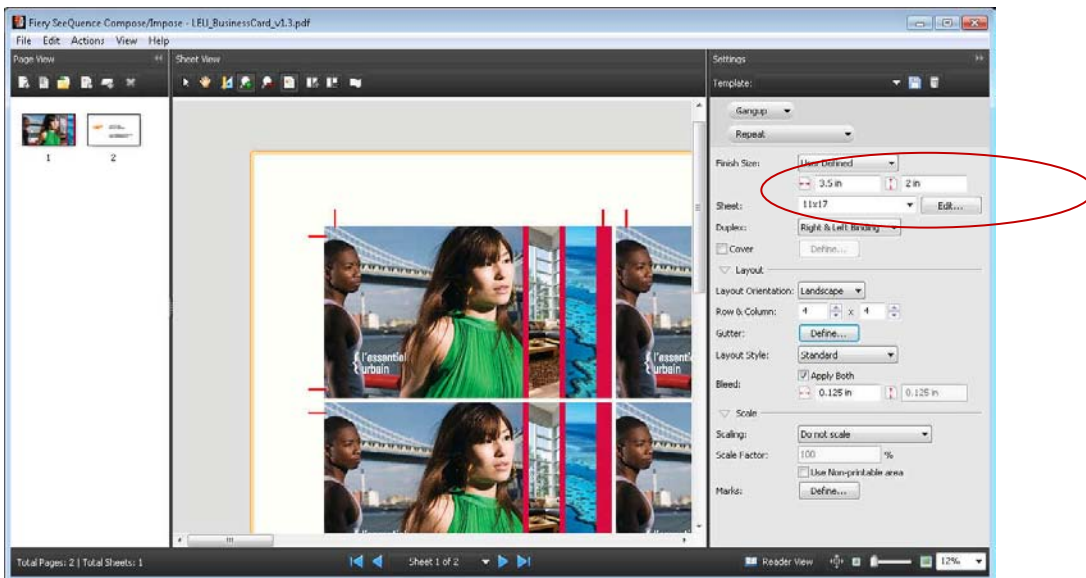 Fiery SeeQuence Compose/Impose - LEU_BusinessCard_v1.3.pdf
File Edit Actions View Help
Page View
1
2
Sheet View
l'essentiel
urbain
l'essenti
Settings
Template:
Gangup
Repeat
Finish Size: User Defined
3.5 in 2 in
Sheet: 11x17 Edit...
Duplex: Right & Left Binding
Cover Define...
Layout
Layout Orientation: Landscape
Row & Column: 4 x 4
Gutter: Define...
Layout Style: Standard
Apply Both
Bleed: 0.125 in 0.125 in
Scale
Scaling: Do not scale
Scale Factor: 100 %
Use Non-printable area
Marks: Define...
Total Pages: 2 | Total Sheets: 1
Sheet 1 of 2
Reader View
12%